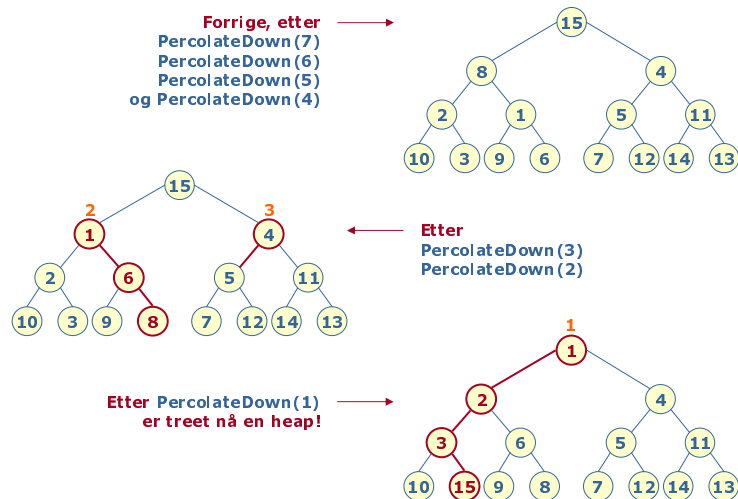 Forrige, etter
PercolateDown(7)
PercolateDown(6)
PercolateDown(5)
og PercolateDown(4)
15
8 4
2 1 5 11
10 3 9 6 7 12 14 13
15
2 3
1 4
2 6 5 11
10 3 9 8 7 12 14 13
Etter
PercolateDown(3)
PercolateDown(2)
Etter PercolateDown(1)
er treet nå en heap!
1
1
2 4
3 6 5 11
10 15 9 8 7 12 14 13